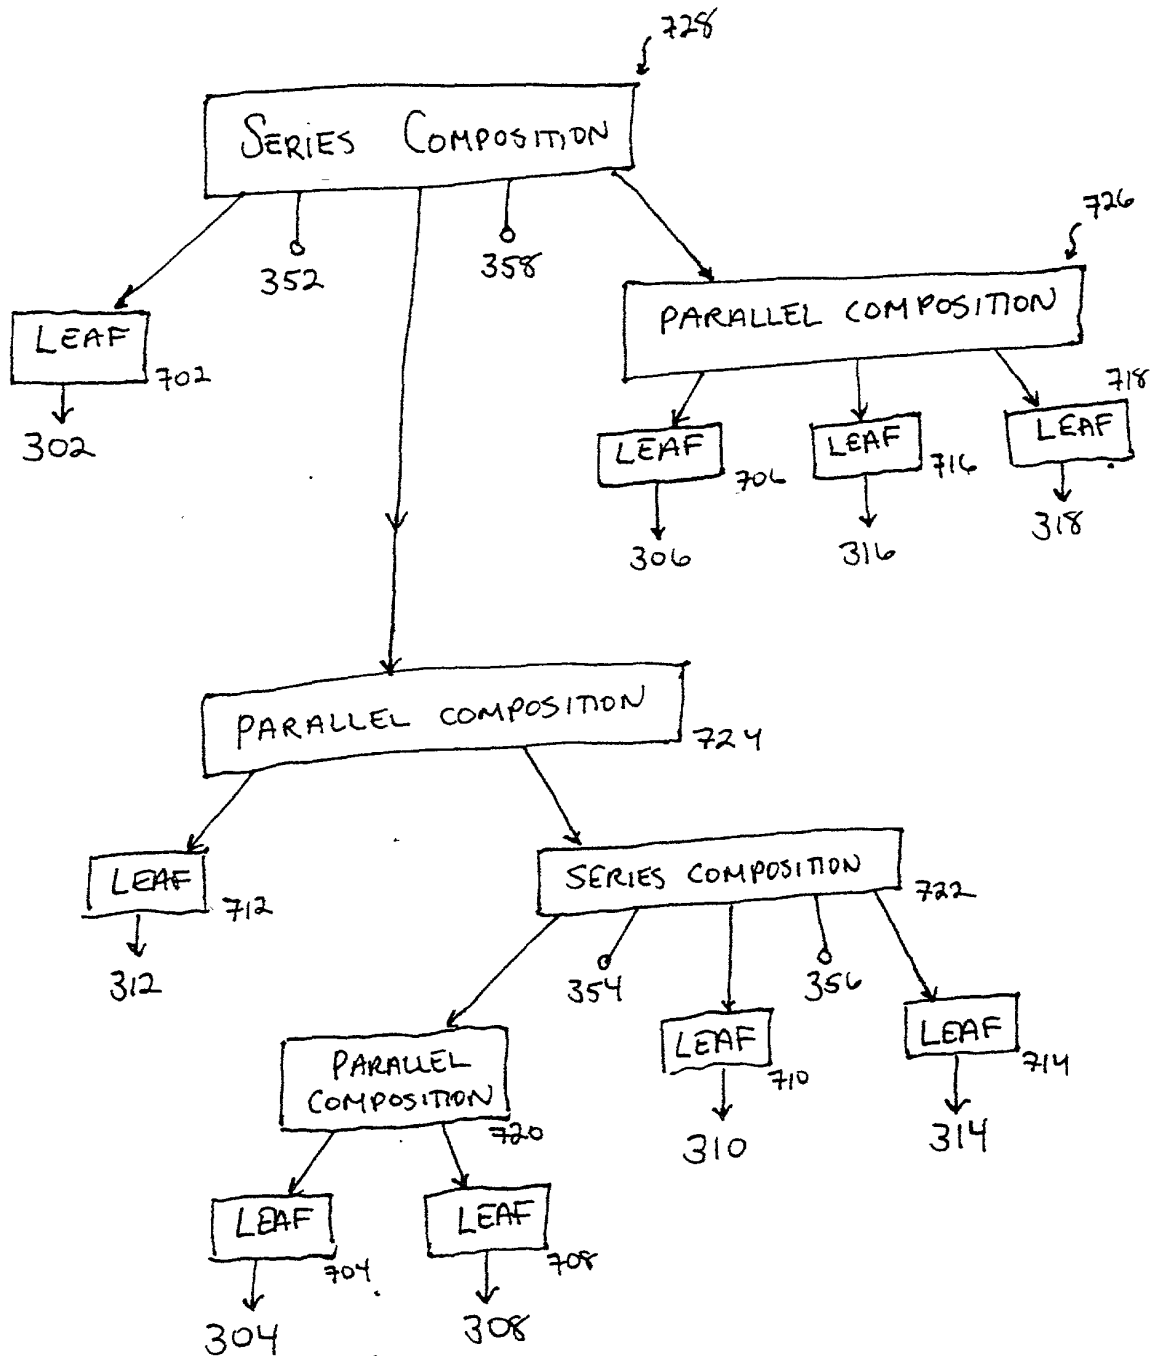 728
SERIES COMPOSITION
726
352
358
PARALLEL COMPOSITION
LEAF
702
302
718
LEAF
LEAF
LEAF
706
716
306
316
318
PARALLEL COMPOSITION
724
LEAF
712
312
SERIES COMPOSITION
722
354
356
PARALLEL
COMPOSITION
720
LEAF
710
310
LEAF
714
314
LEAF
704
304
LEAF
708
308